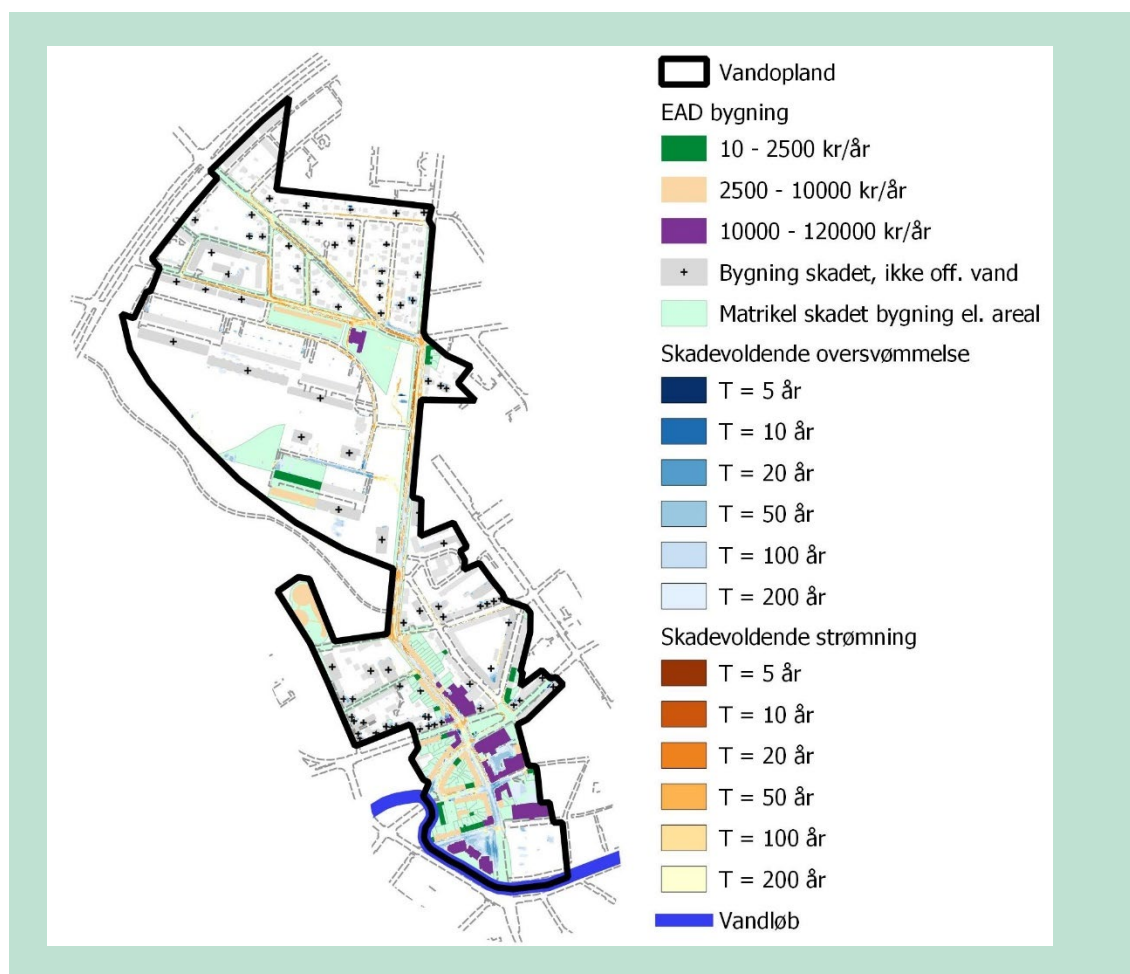 Vandopland
EAD bygning
10 - 2500 kr/år
2500 - 10000 kr/år
10000 - 120000 kr/år
Bygning skadet, ikke off. vand
Matrikel skadet bygning el. areal
Skadevoldende oversvømmelse
T = 5 år
T = 10 år
T = 20 år
T = 50 år
T = 100 år
T = 200 år
Skadevoldende strømning
T = 5 år
T = 10 år
T = 20 år
T = 50 år
T = 100 år
T = 200 år
Vandløb